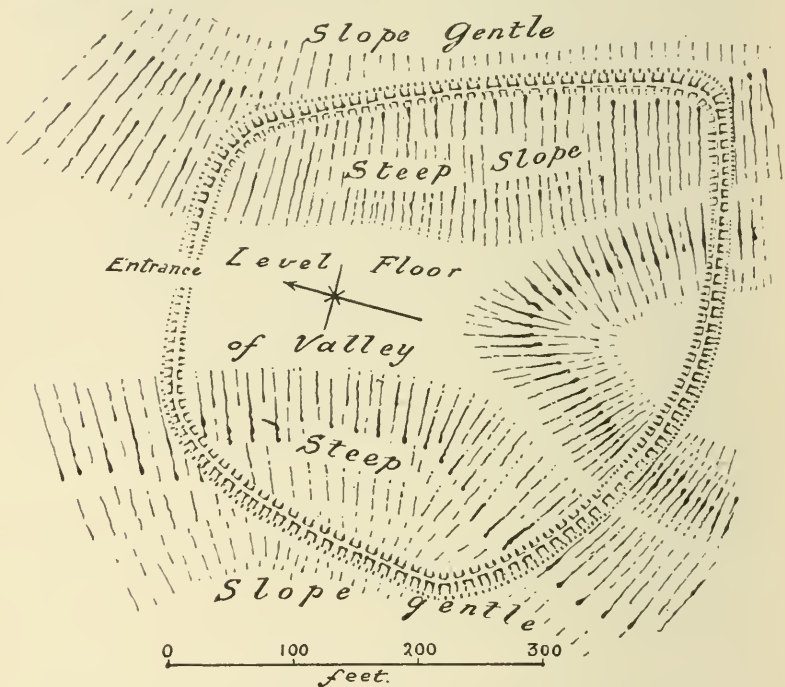 Slope Gentle
Steep Slope
Entrance
Level Floor
of Valley
Steep
Slope gentle
0 100 200 300
feet.